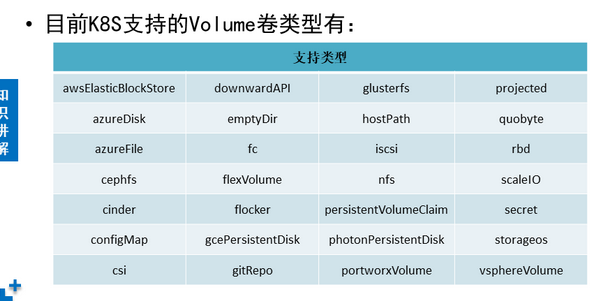 • 目前K8S支持的Volume卷类型有：
知识讲解
支持类型
awsElasticBlockStore downwardAPI glusterfs projected
azureDisk emptyDir hostPath quobyte
azureFile fc iscsi rbd
cephfs flexVolume nfs scaleIO
cinder flocker persistentVolumeClaim secret
configMap gcePersistentDisk photonPersistentDisk storageos
csi gitRepo portworxVolume vsphereVolume